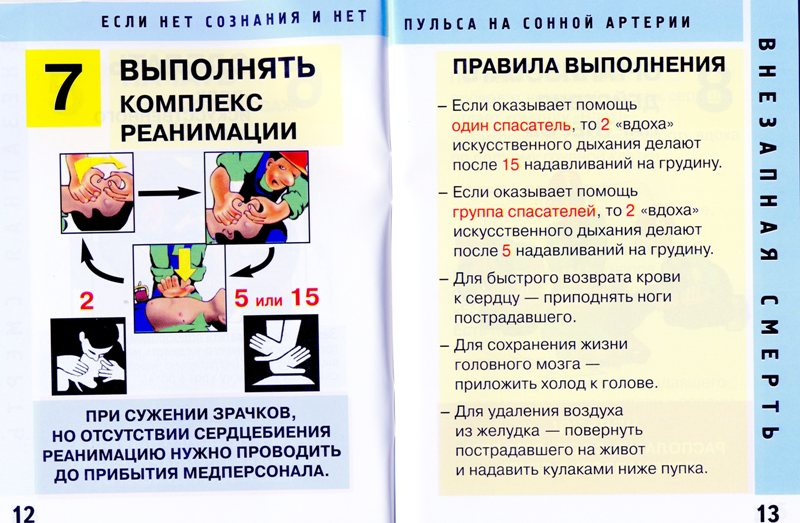 ЕСЛИ НЕТ СОЗНАНИЯ И НЕТ
7
ВЫПОЛНЯТЬ
КОМПЛЕКС
РЕАНИМАЦИИ
2
5 или 15
ПРИ СУЖЕНИИ ЗРАЧКОВ,
НО ОТСУТСТВИИ СЕРДЦЕБИЕНИЯ
РЕАНИМАЦИЮ НУЖНО ПРОВОДИТЬ
ДО ПРИБЫТИЯ МЕДПЕРСОНАЛА.
12
ПУЛЬСА НА СОННОЙ АРТЕРИИ
ПРАВИЛА ВЫПОЛНЕНИЯ
– Если оказывает помощь
один спасатель, то 2 «вдоха»
искусственного дыхания делают
после 15 надавливаний на грудину.
– Если оказывает помощь
группа спасателей, то 2 «вдоха»
искусственного дыхания делают
после 5 надавливаний на грудину.
– Для быстрого возврата крови
к сердцу — приподнять ноги
пострадавшего.
– Для сохранения жизни
головного мозга —
приложить холод к голове.
– Для удаления воздуха
из желудка — повернуть
пострадавшего на живот
и надавить кулаками ниже пупка.
ВНЕЗАПНАЯ СМЕРТЬ
13